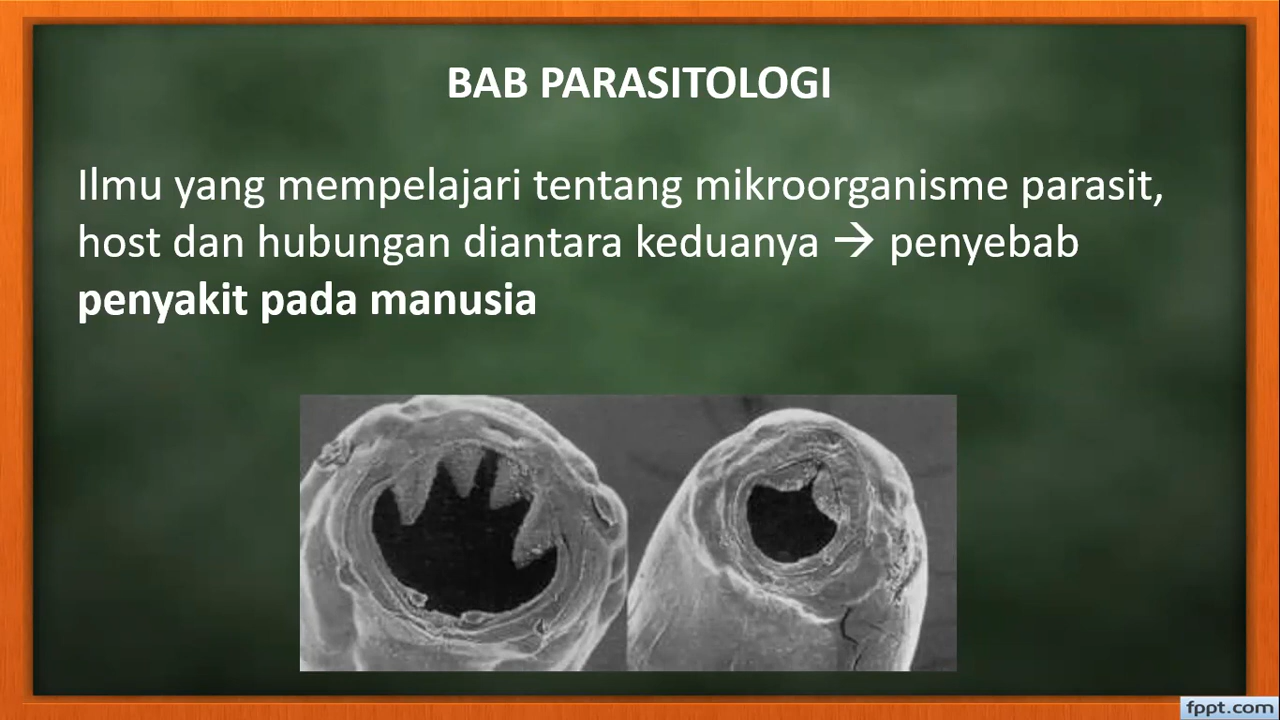 BAB PARASITOLOGI
Ilmu yang mempelajari tentang mikroorganisme parasit,
host dan hubungan diantara keduanya → penyebab
penyakit pada manusia
fppt.com